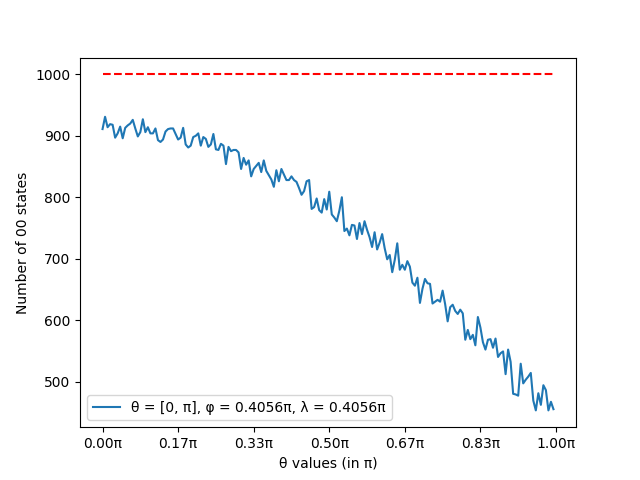 1000
900
800
700
600
500
Number of 00 states
θ = [0, π], φ = 0.4056π, λ = 0.4056π
0.00π 0.17π 0.33π 0.50π 0.67π 0.83π 1.00π
θ values (in π)